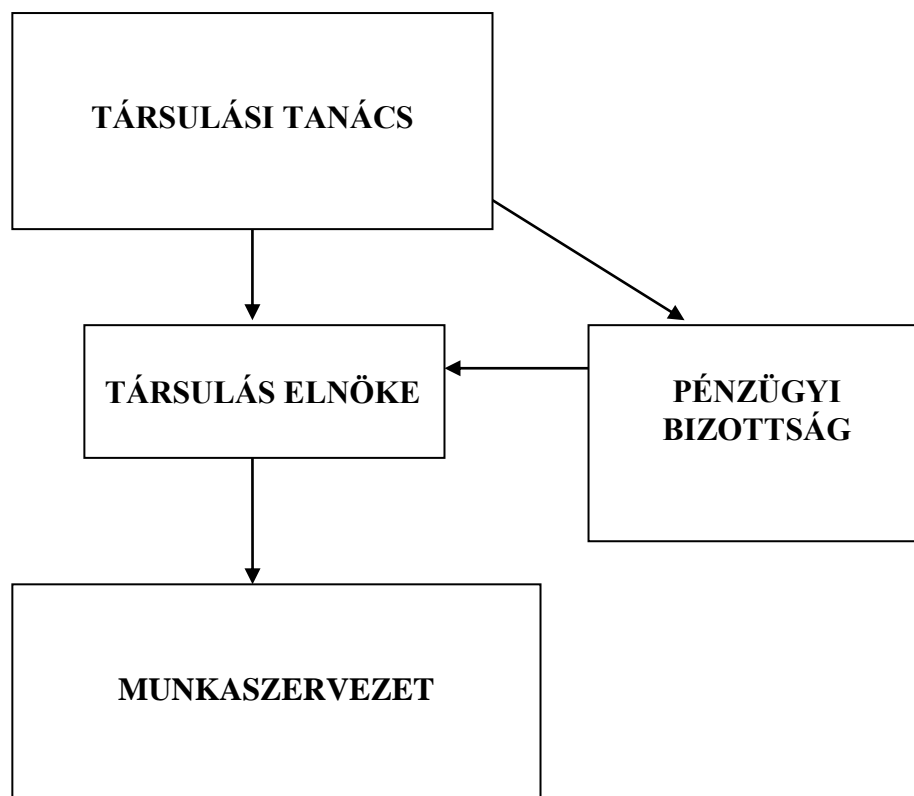 TÁRSULÁSI TANÁCS
TÁRSULÁS ELNÖKE
PÉNZÜGYI
BIZOTTSÁG
MUNKASZERVEZET